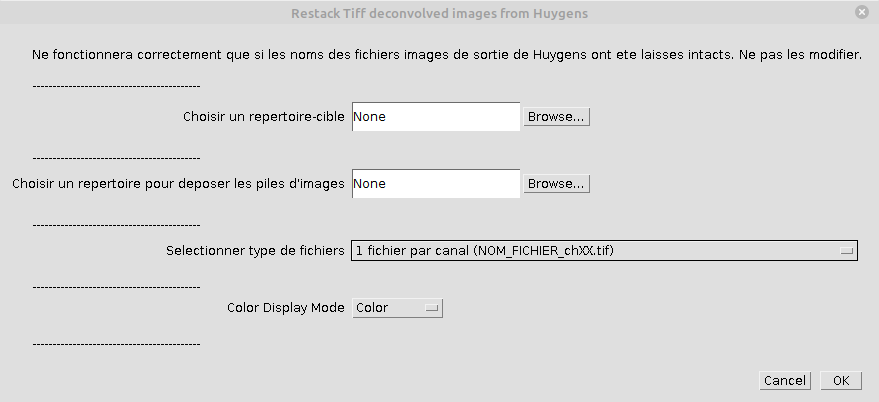 Restack Tiff deconvolved images from Huygens
Ne fonctionnera correctement que si les noms des fichiers images de sortie de Huygens ont ete laisses intacts. Ne pas les modifier.
------------------------------------------
Choisir un repertoire-cible None Browse...
------------------------------------------
Choisir un repertoire pour deposer les piles d'images None Browse...
------------------------------------------
Selectionner type de fichiers 1 fichier par canal (NOM_FICHIER_chXX.tif)
------------------------------------------
Color Display Mode Color
------------------------------------------
Cancel OK